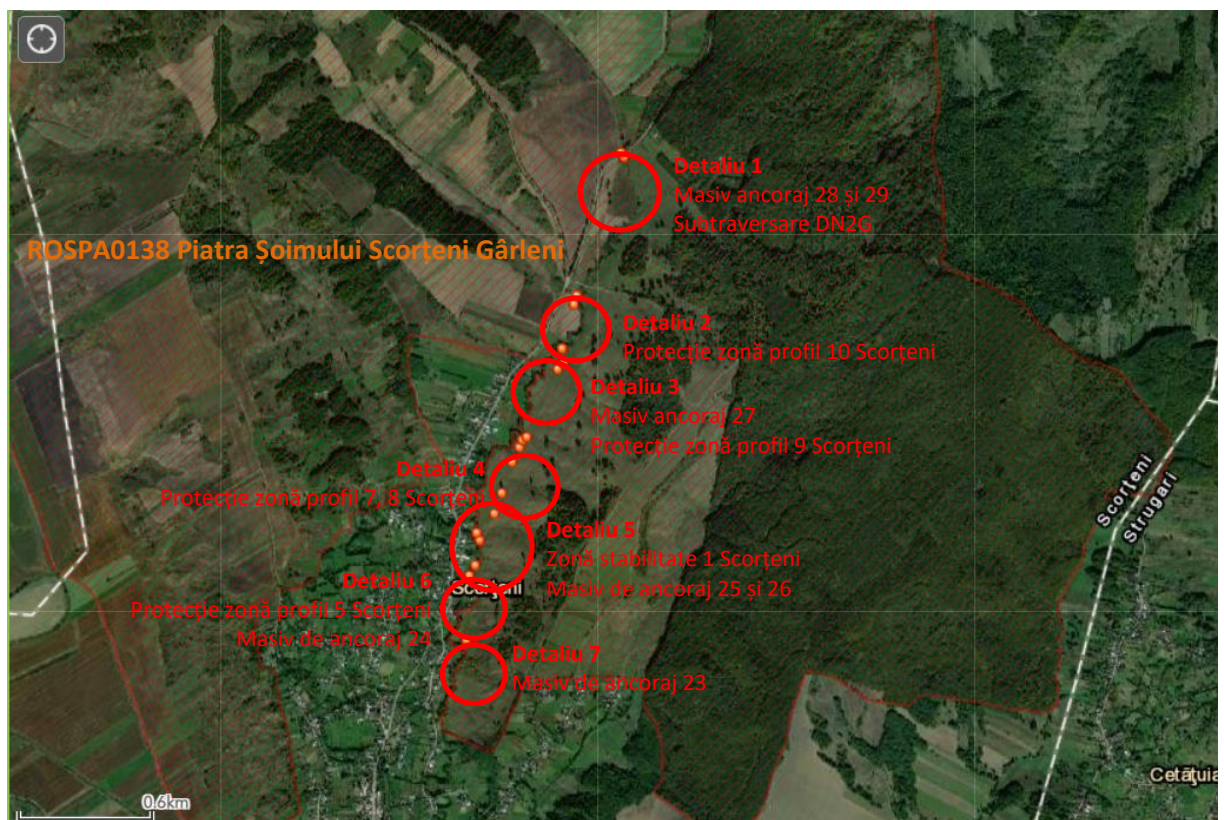 Detaliu 1
Masiv ancoraj 28 și 29
Subtraversare DN2G
ROSPA0138 Piatra Șoimului Scorțeni Gârleni
Detaliu 2
Protecție zonă profil 10 Scorțeni
Detaliu 3
Masiv ancoraj 27
Protecție zonă profil 9 Scorțeni
Detaliu 4
Protecție zonă profil 7, 8 Scorțeni
Detaliu 5
Zonă stabilitate 1 Scorțeni
Masiv de ancoraj 25 și 26
Detaliu 6
Protecție zonă profil 5 Scorțeni
Masiv de ancoraj 24
Scorţeni
Detaliu 7
Masiv de ancoraj 23
Scorţeni
Strugari
Cetăţuia
0.6km